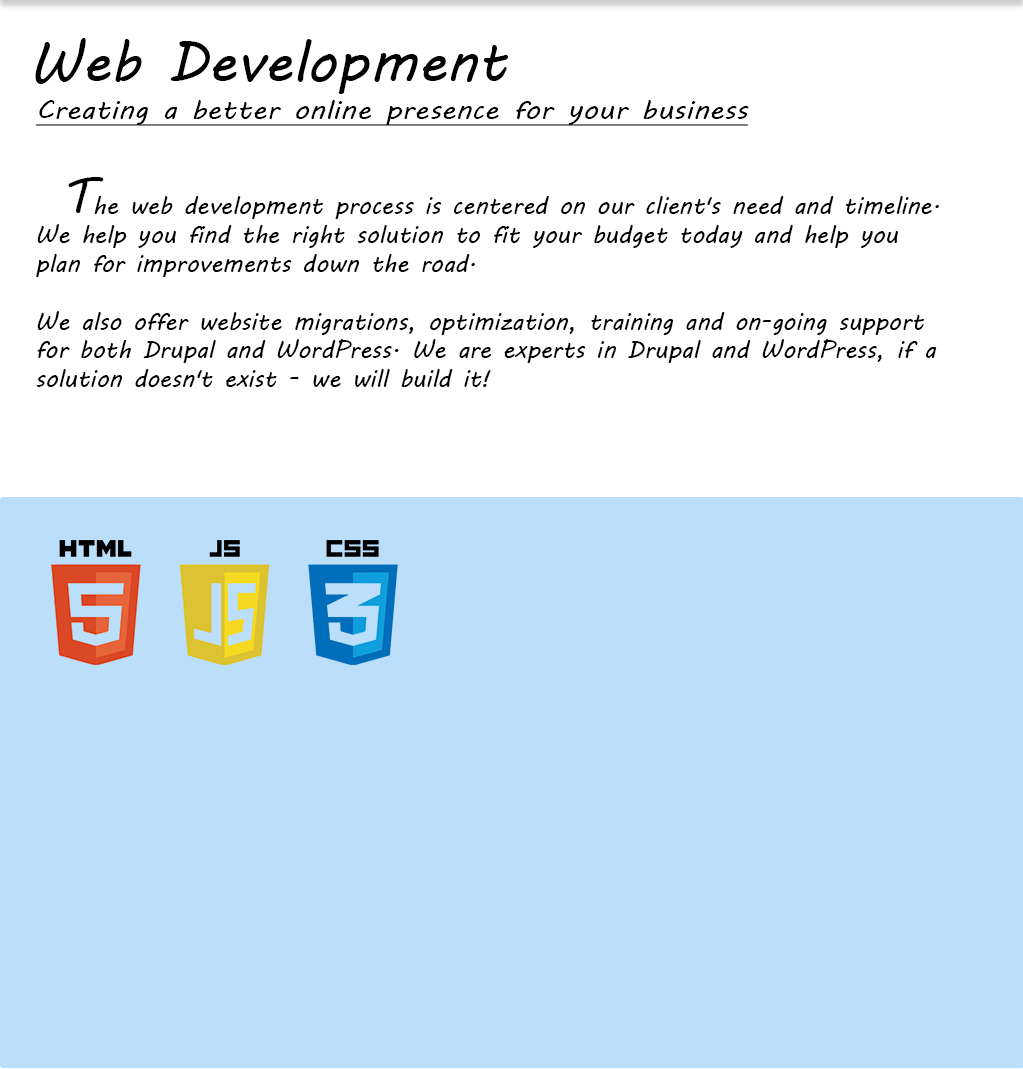 Web Development
Creating a better online presence for your business
The web development process is centered on our client's need and timeline.
We help you find the right solution to fit your budget today and help you
plan for improvements down the road.
We also offer website migrations, optimization, training and on-going support
for both Drupal and WordPress. We are experts in Drupal and WordPress, if a
solution doesn't exist - we will build it!
HTML JS CSS
5 JS 3